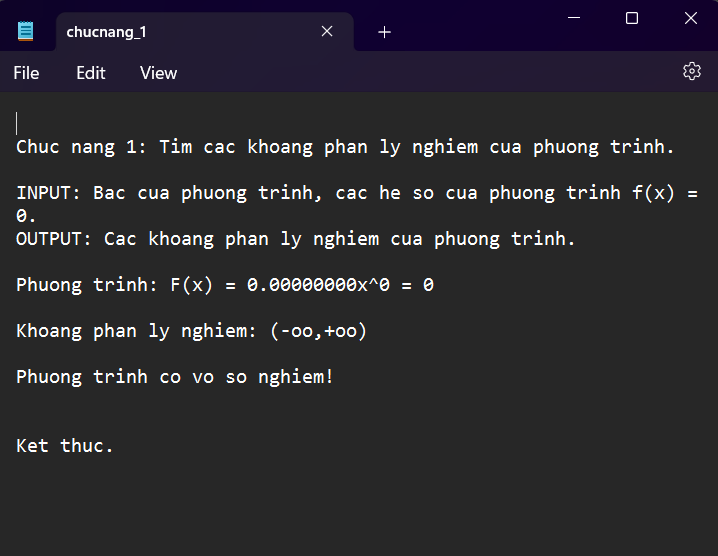 chucnang_1
File Edit View
Chuc nang 1: Tim cac khoang phan ly nghiem cua phuong trinh.
INPUT: Bac cua phuong trinh, cac he so cua phuong trinh f(x) =
0.
OUTPUT: Cac khoang phan ly nghiem cua phuong trinh.
Phuong trinh: F(x) = 0.00000000x^0 = 0
Khoang phan ly nghiem: (-oo,+oo)
Phuong trinh co vo so nghiem!
Ket thuc.